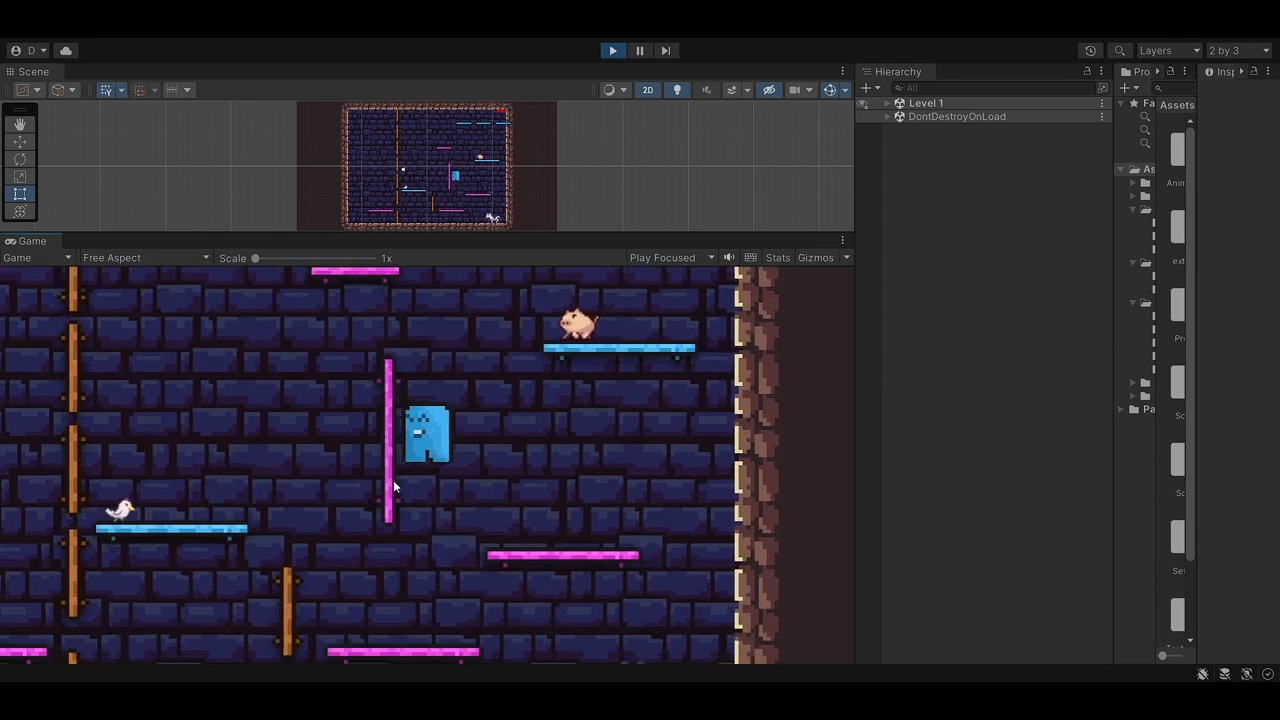 D
Layers
2 by 3
Scene
2D
Hierarchy
Pro
Insp
All
Level 1
DontDestroyOnLoad
Fa
Assets
As
Anim
ext
Pre
Sc
Sc
Set
Pa
Game
Game
Free Aspect
Scale
1x
Play Focused
Stats
Gizmos